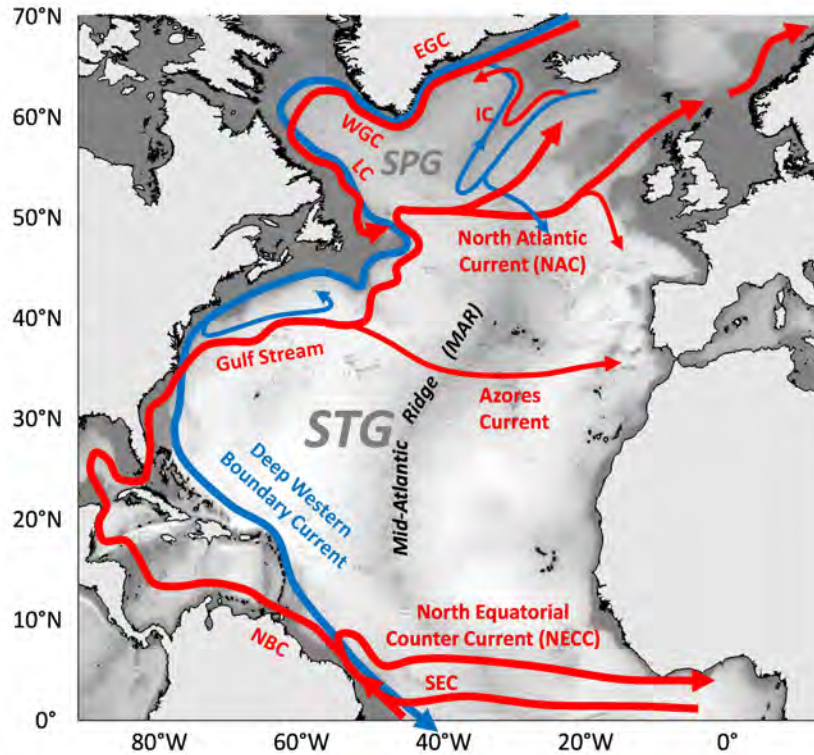 70°N
60°N
50°N
40°N
30°N
20°N
10°N
0°
EGC
WGC
IC
LC
SPG
North Atlantic
Current (NAC)
Gulf Stream
Mid-Atlantic Ridge (MAR)
Azores
Current
STG
Deep Western
Boundary Current
North Equatorial
Counter Current (NECC)
NBC
SEC
80°W
60°W
40°W
20°W
0°